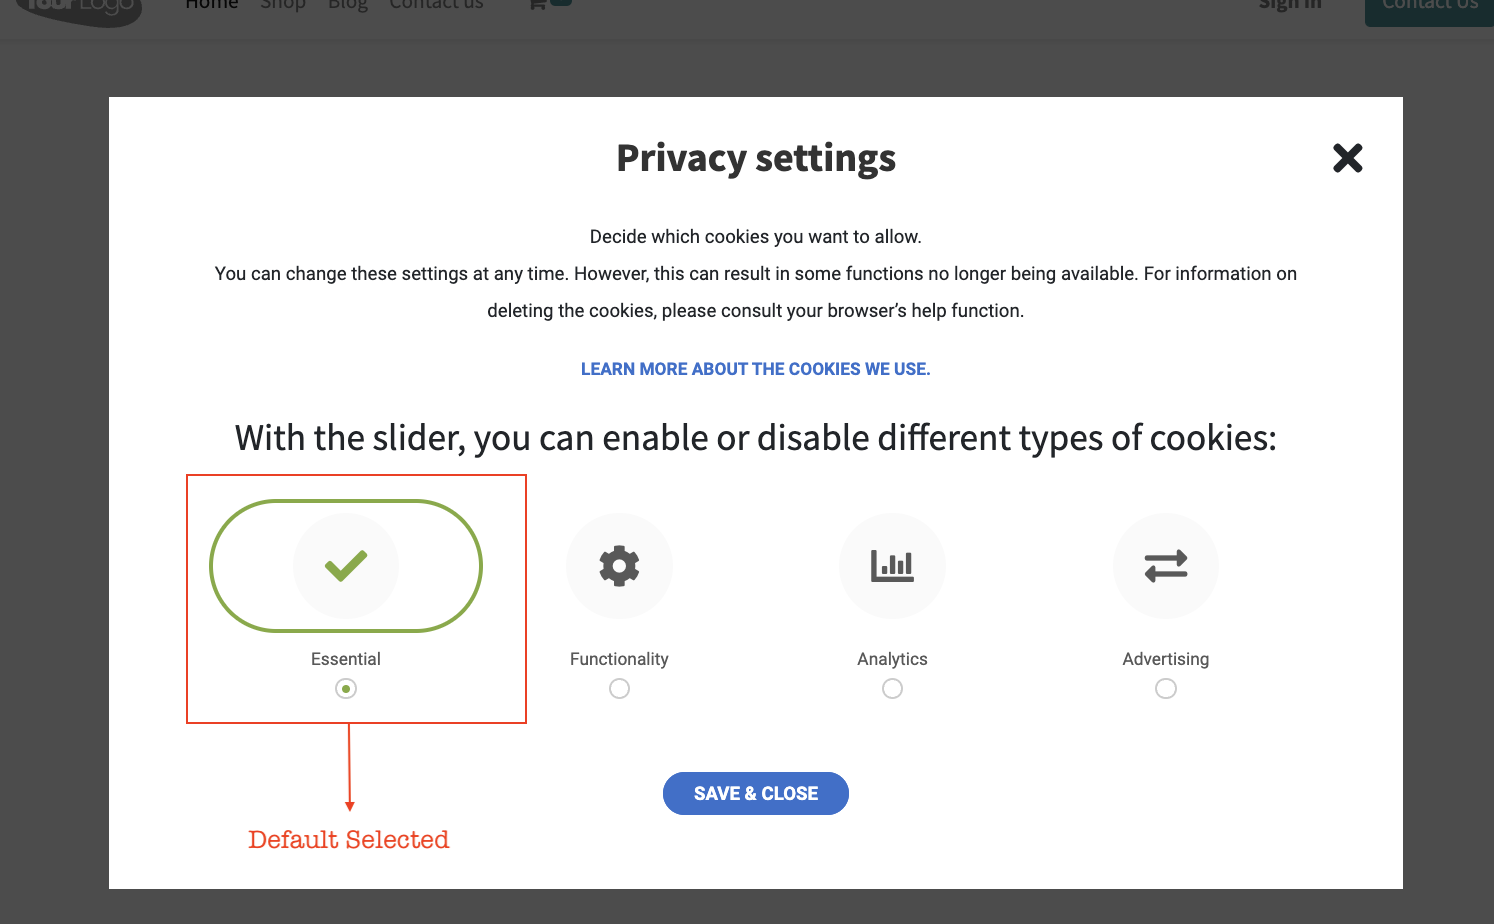 YourLogo
Home Shop Blog Contact us
Sign in
Contact Us
Privacy settings
Decide which cookies you want to allow.
You can change these settings at any time. However, this can result in some functions no longer being available. For information on
deleting the cookies, please consult your browser’s help function.
LEARN MORE ABOUT THE COOKIES WE USE.
With the slider, you can enable or disable different types of cookies:
Essential
Functionality
Analytics
Advertising
SAVE & CLOSE
Default Selected